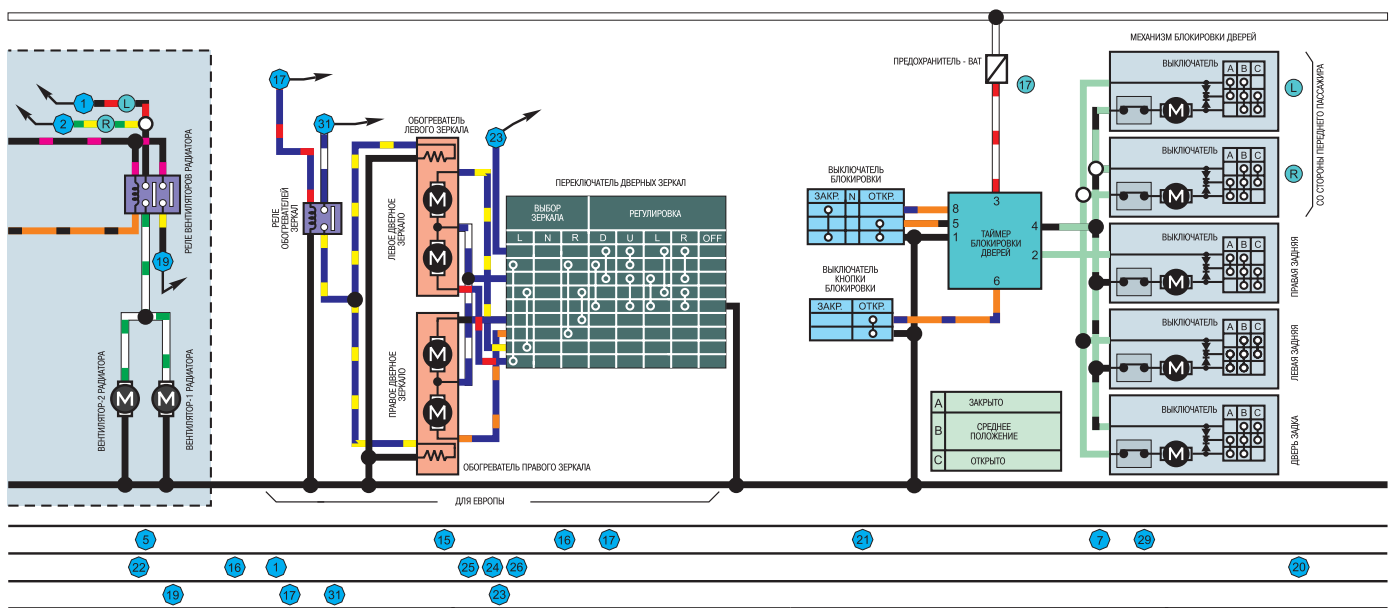 1
L
2
R
РЕЛЕ ВЕНТИЛЯТОРОВ РАДИАТОРА
19
ВЕНТИЛЯТОР-2 РАДИАТОРА
M
M
ВЕНТИЛЯТОР-1 РАДИАТОРА
17
31
РЕЛЕ
ОБОГРЕВАТЕЛЕЙ
ЗЕРКАЛ
ОБОГРЕВАТЕЛЬ
ЛЕВОГО ЗЕРКАЛА
ЛЕВОЕ ДВЕРНОЕ
ЗЕРКАЛО
M
M
ПРАВОЕ ДВЕРНОЕ
ЗЕРКАЛО
M
M
ОБОГРЕВАТЕЛЬ ПРАВОГО ЗЕРКАЛА
ДЛЯ ЕВРОПЫ
23
ПЕРЕКЛЮЧАТЕЛЬ ДВЕРНЫХ ЗЕРКАЛ
ВЫБОР
ЗЕРКАЛА
РЕГУЛИРОВКА
L N R D U L R OFF
ПРЕДОХРАНИТЕЛЬ - BAT
17
ВЫКЛЮЧАТЕЛЬ
БЛОКИРОВКИ
ЗАКР. N ОТКР.
ВЫКЛЮЧАТЕЛЬ
КНОПКИ
БЛОКИРОВКИ
ЗАКР. ОТКР.
3
8
5
1
4
2
6
ТАЙМЕР
БЛОКИРОВКИ
ДВЕРЕЙ
A ЗАКРЫТО
B СРЕДНЕЕ
ПОЛОЖЕНИЕ
C ОТКРЫТО
МЕХАНИЗМ БЛОКИРОВКИ ДВЕРЕЙ
ВЫКЛЮЧАТЕЛЬ A B C
M
L
ВЫКЛЮЧАТЕЛЬ A B C
M
R
СО СТОРОНЫ ПЕРЕДНЕГО ПАССАЖИРА
ВЫКЛЮЧАТЕЛЬ A B C
M
ПРАВАЯ ЗАДНЯЯ
ВЫКЛЮЧАТЕЛЬ A B C
M
ЛЕВАЯ ЗАДНЯЯ
ВЫКЛЮЧАТЕЛЬ A B C
M
ДВЕРЬ ЗАДКА
5 15 16 17 21 7 29
22 16 1 25 24 26 20
19 17 31 23